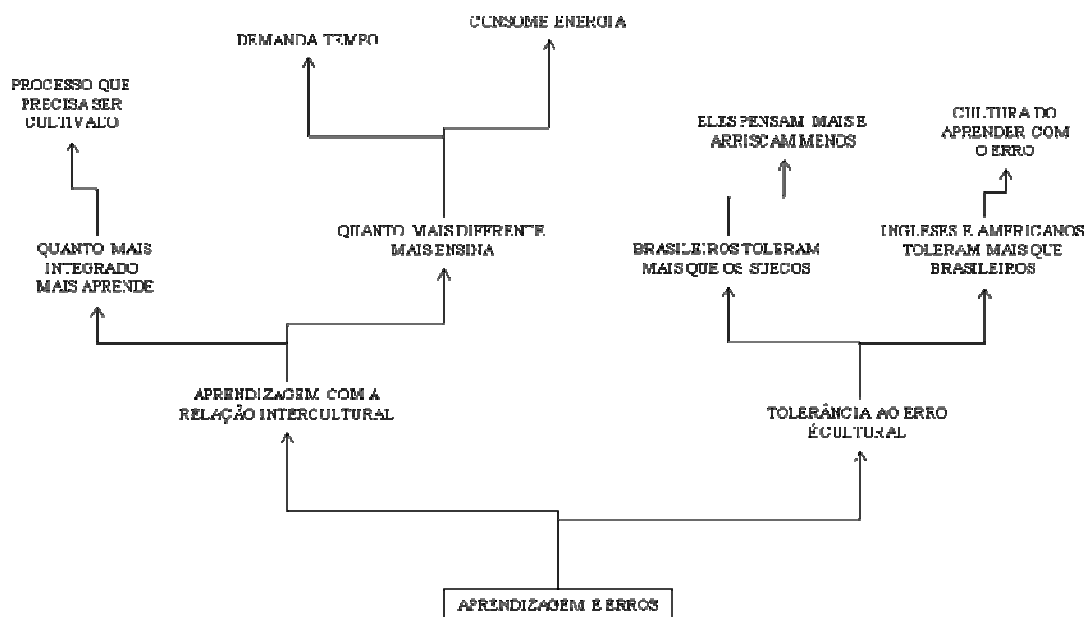 CONSOME ENERGIA
DEMANDA TEMPO
PROCESSO QUE
PRECISA SER
CULTIVADO
ELES PENSAM MAIS E
ARRISCAM MENOS
CULTURA DO
APRENDER COM
O ERRO
QUANTO MAIS
INTEGRADO
MAIS APRENDE
QUANTO MAIS DIFERENTE
MAIS ENSINA
BRASILEIROS TOLERAM
MAIS QUE OS SUECOS
INGLESES E AMERICANOS
TOLERAM MAIS QUE
BRASILEIROS
APRENDIZAGEM COM A
RELAÇÃO INTERCULTURAL
TOLERÂNCIA AO ERRO
É CULTURAL
APRENDIZAGEM E ERROS